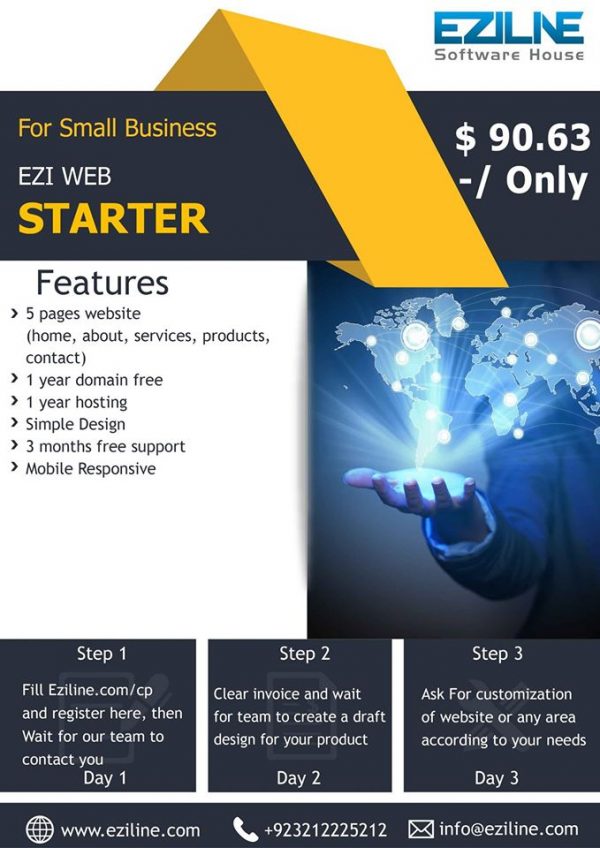 EZILINE
Software House
For Small Business
EZI WEB
STARTER
$ 90.63
-/ Only
Features
› 5 pages website
(home, about, services, products,
contact)
› 1 year domain free
› 1 year hosting
› Simple Design
› 3 months free support
› Mobile Responsive
Step 1
Fill Eziline.com/cp
and register here, then
Wait for our team to
contact you
Day 1
Step 2
Clear invoice and wait
for team to create a draft
design for your product
Day 2
Step 3
Ask For customization
of website or any area
according to your needs
Day 3
www.eziline.com
+923212225212
info@eziline.com